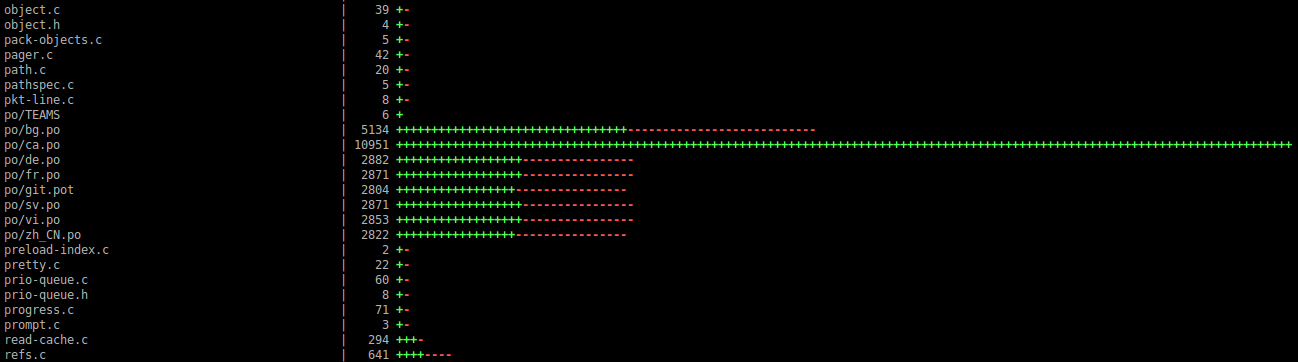 object.c | 39 +-
object.h | 4 +-
pack-objects.c | 5 +-
pager.c | 42 +-
path.c | 20 +-
pathspec.c | 5 +-
pkt-line.c | 8 +-
po/TEAMS | 6 +
po/bg.po | 5134 +++++++++++++++++++++++++++++++++---------------------------
po/ca.po | 10951 ++++++++++++++++++++++++++++++++++++++++++++++++++++++++++++++++++++++++++++++++++++++++++++++++++++++++++++++++++++++++++++++++
po/de.po | 2882 ++++++++++++++++++----------------
po/fr.po | 2871 ++++++++++++++++++----------------
po/git.pot | 2804 +++++++++++++++++----------------
po/sv.po | 2871 ++++++++++++++++++----------------
po/vi.po | 2853 ++++++++++++++++++----------------
po/zh_CN.po | 2822 +++++++++++++++++----------------
preload-index.c | 2 +-
pretty.c | 22 +-
prio-queue.c | 60 +-
prio-queue.h | 8 +-
progress.c | 71 +-
prompt.c | 3 +-
read-cache.c | 294 +++-
refs.c | 641 ++++----